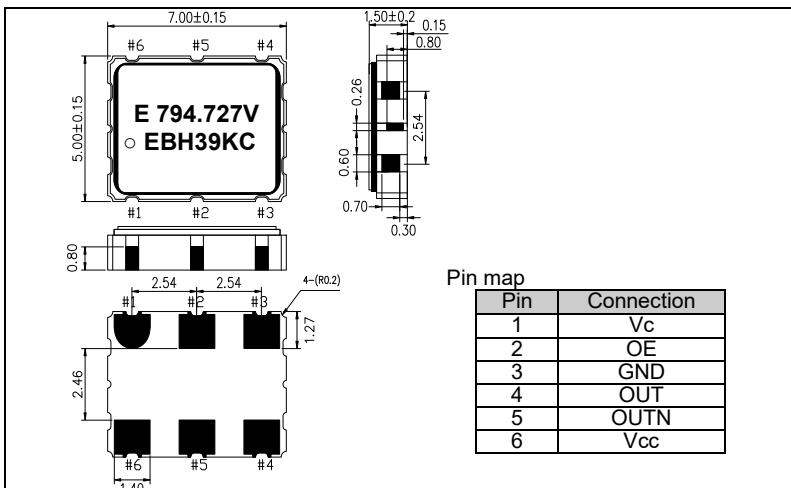 7.00±0.15
1.50±0.2
0.15
0.80
#6 #5 #4
5.00±0.15
E 794.727V
EBH39KC
0.26
2.54
0.60
#1 #2 #3
0.70
0.30
0.80
2.54 2.54
4-(R0.2)
#1 #2 #3
1.27
2.46
#6 #5 #4
1.40
Pin map
Pin Connection
1 Vc
2 OE
3 GND
4 OUT
5 OUTN
6 Vcc